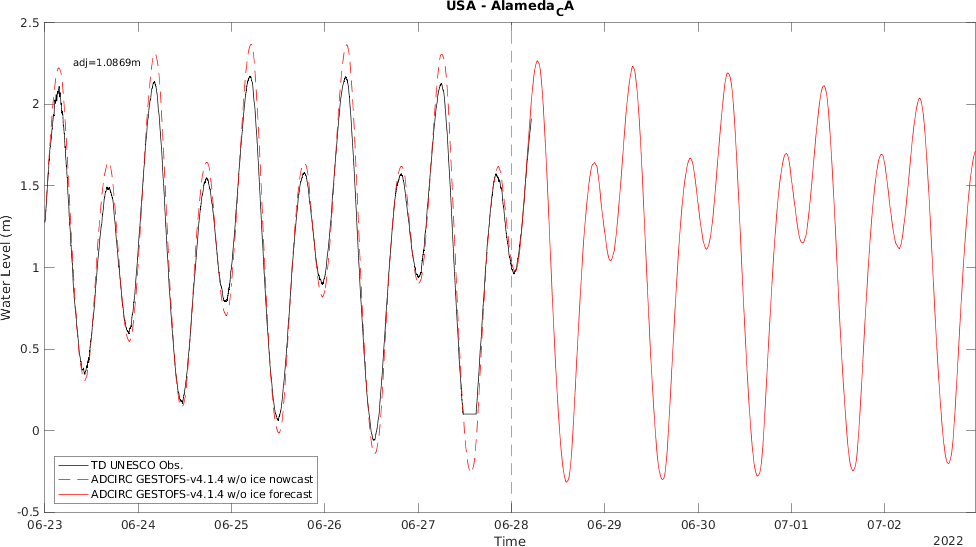 USA - Alameda_CA
2.5
adj=1.0869m
2
1.5
Water Level (m)
1
0.5
0
TD UNESCO Obs.
ADCIRC GESTOFS-v4.1.4 w/o ice nowcast
ADCIRC GESTOFS-v4.1.4 w/o ice forecast
-0.5
06-23 06-24 06-25 06-26 06-27 06-28 06-29 06-30 07-01 07-02
Time
2022